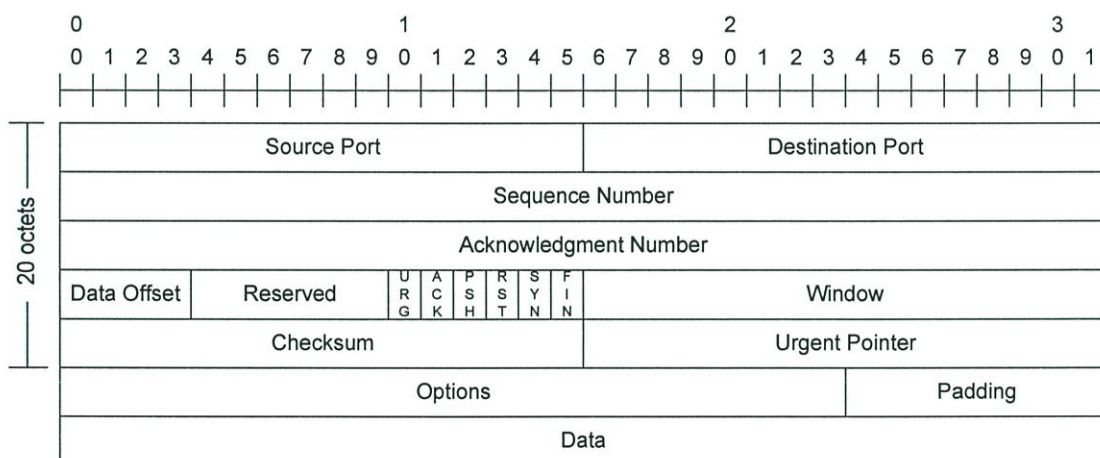 0 1 2 3
0 1 2 3 4 5 6 7 8 9 0 1 2 3 4 5 6 7 8 9 0 1 2 3 4 5 6 7 8 9 0 1
20 octets
Source Port Destination Port
Sequence Number
Acknowledgment Number
Data Offset Reserved URG ACK PSH RST SYN FIN Window
Checksum Urgent Pointer
Options Padding
Data